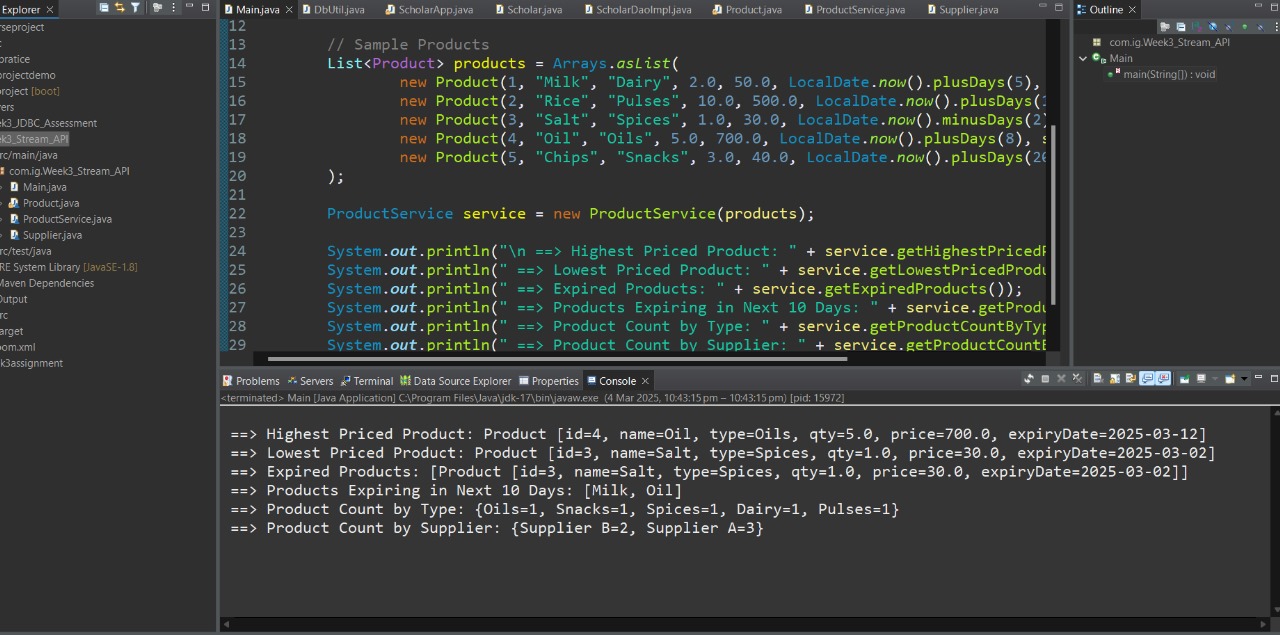 Explorer
Main.java
DbUtil.java
ScholarApp.java
Scholar.java
ScholarDaoImpl.java
Product.java
ProductService.java
Supplier.java
Outline
rseproject
pratice
projectdemo
project [boot]
vers
ek3_JDBC_Assessment
ek3_Stream_API
rc/main/java
com.ig.Week3_Stream_API
Main.java
Product.java
ProductService.java
Supplier.java
rc/test/java
RE System Library [JavaSE-1.8]
Maven Dependencies
Output
rc
arget
oom.xml
ek3assignment
12
13 // Sample Products
14 List<Product> products = Arrays.asList(
15 new Product(1, "Milk", "Dairy", 2.0, 50.0, LocalDate.now().plusDays(5),
16 new Product(2, "Rice", "Pulses", 10.0, 500.0, LocalDate.now().plusDays(1
17 new Product(3, "Salt", "Spices", 1.0, 30.0, LocalDate.now().minusDays(2)
18 new Product(4, "Oil", "Oils", 5.0, 700.0, LocalDate.now().plusDays(8), s
19 new Product(5, "Chips", "Snacks", 3.0, 40.0, LocalDate.now().plusDays(20
20 );
21
22 ProductService service = new ProductService(products);
23
24 System.out.println("\n ==> Highest Priced Product: " + service.getHighestPricedP
25 System.out.println(" ==> Lowest Priced Product: " + service.getLowestPricedProdu
26 System.out.println(" ==> Expired Products: " + service.getExpiredProducts());
27 System.out.println(" ==> Products Expiring in Next 10 Days: " + service.getProdu
28 System.out.println(" ==> Product Count by Type: " + service.getProductCountByTyp
29 System.out.println(" ==> Product Count by Supplier: " + service.getProductCountB
com.ig.Week3_Stream_API
Main
main(String[]) : void
Problems
Servers
Terminal
Data Source Explorer
Properties
Console
<terminated> Main [Java Application] C:\Program Files\Java\jdk-17\bin\javaw.exe (4 Mar 2025, 10:43:15 pm – 10:43:15 pm) [pid: 15972]
==> Highest Priced Product: Product [id=4, name=Oil, type=Oils, qty=5.0, price=700.0, expiryDate=2025-03-12]
==> Lowest Priced Product: Product [id=3, name=Salt, type=Spices, qty=1.0, price=30.0, expiryDate=2025-03-02]
==> Expired Products: [Product [id=3, name=Salt, type=Spices, qty=1.0, price=30.0, expiryDate=2025-03-02]]
==> Products Expiring in Next 10 Days: [Milk, Oil]
==> Product Count by Type: {Oils=1, Snacks=1, Spices=1, Dairy=1, Pulses=1}
==> Product Count by Supplier: {Supplier B=2, Supplier A=3}